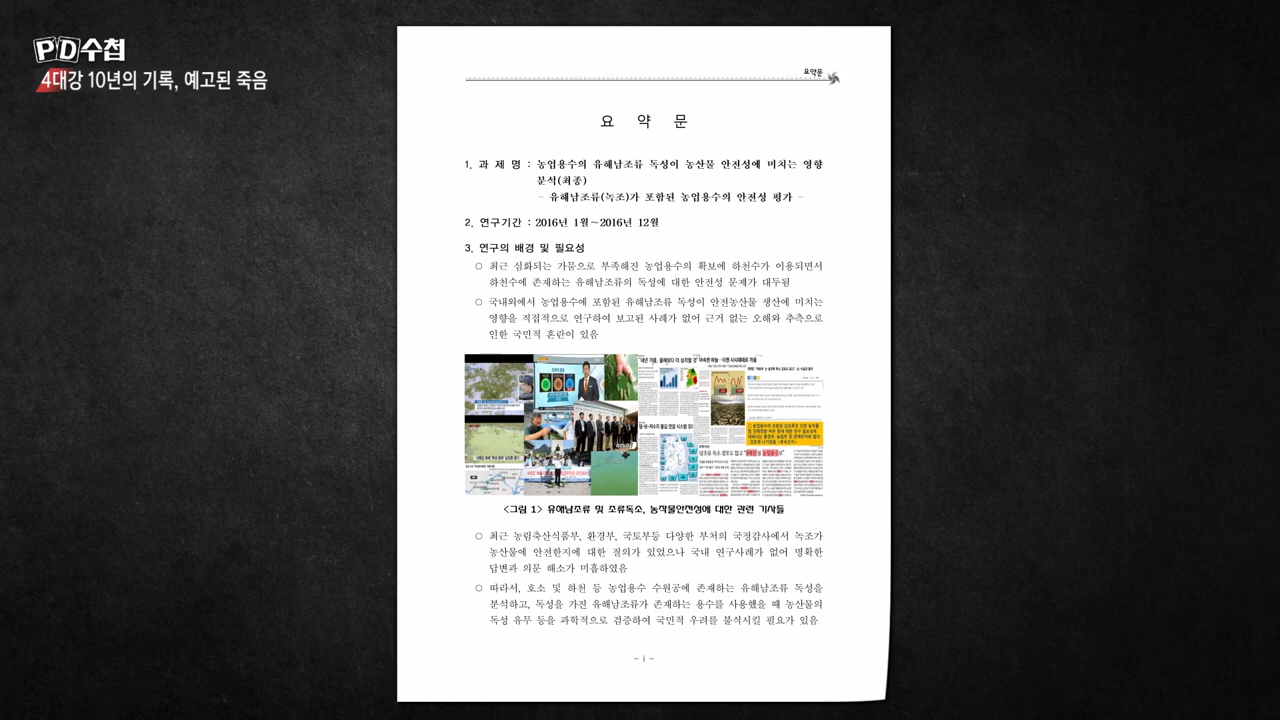 PD수첩
4대강 10년의 기록, 예고된 죽음
요약문
요 약 문
1. 과 제 명 : 농업용수의 유해남조류 독성이 농산물 안전성에 미치는 영향
분석(최종)
- 유해남조류(녹조)가 포함된 농업용수의 안전성 평가 -
2. 연구기간 : 2016년 1월~2016년 12월
3. 연구의 배경 및 필요성
○ 최근 심화되는 가뭄으로 부족해진 농업용수의 확보에 하천수가 이용되면서
하천수에 존재하는 유해남조류의 독성에 대한 안전성 문제가 대두됨
○ 국내외에서 농업용수에 포함된 유해남조류 독성이 안전농산물 생산에 미치는
영향을 직접적으로 연구하여 보고된 사례가 없어 근거 없는 오해와 추측으로
인한 국민적 혼란이 있음
<그림 1> 유해남조류 및 조류독소, 농작물안전성에 대한 관련 기사들
○ 최근 농림축산식품부, 환경부, 국토부등 다양한 부처의 국정감사에서 녹조가
농산물에 안전한지에 대한 질의가 있었으나 국내 연구사례가 없어 명확한
답변과 의문 해소가 미흡하였음
○ 따라서, 호소 및 하천 등 농업용수 수원공에 존재하는 유해남조류 독성을
분석하고, 독성을 가진 유해남조류가 존재하는 용수를 사용했을 때 농산물의
독성 유무 등을 과학적으로 검증하여 국민적 우려를 불식시킬 필요가 있음
- i -